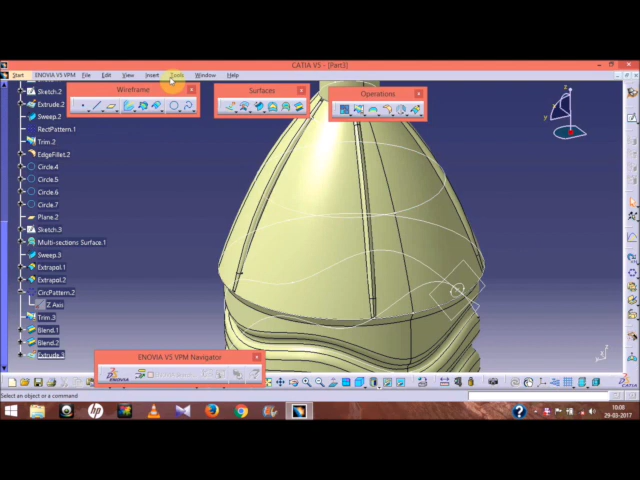 CATIA V5 - [Part3]
Start ENOVIA V5 VPM File Edit View Insert Tools Window Help
Wireframe
Surfaces
Operations
Sketch.2
Extrude.2
Sweep.2
RectPattern.1
Trim.2
EdgeFillet.2
Circle.4
Circle.5
Circle.6
Circle.7
Plane.2
Sketch.3
Multi-sections Surface.1
Sweep.3
Extrapol.1
Extrapol.2
CircPattern.2
Z Axis
Trim.3
Blend.1
Blend.2
Extrude.3
y
z
ENOVIA V5 VPM Navigator
ENOVIA
Select an object or a command
10:08
29-03-2017